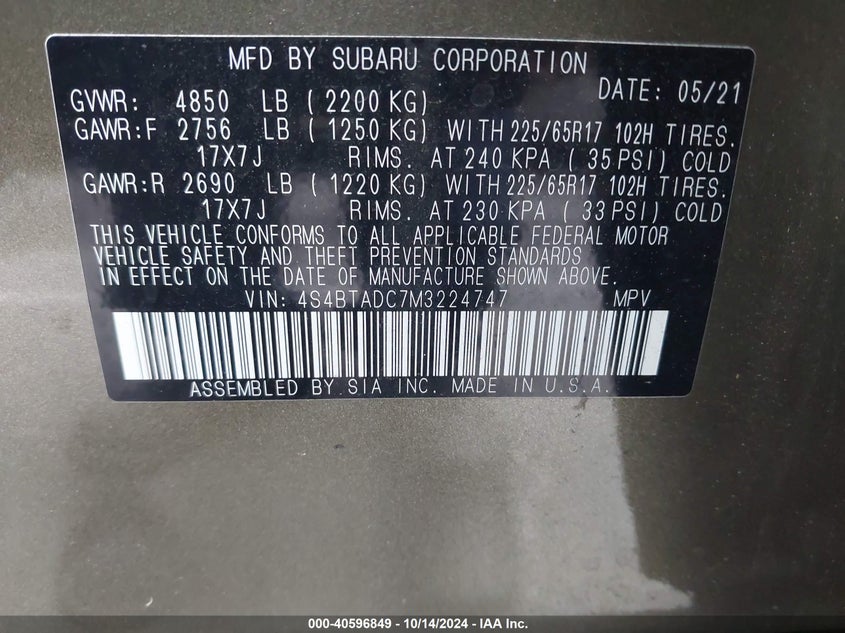 MFD BY SUBARU CORPORATION
GVWR: 4850 LB ( 2200 KG) DATE: 05/21
GAWR:F 2756 LB ( 1250 KG) WITH 225/65R17 102H TIRES.
17X7J RIMS. AT 240 KPA ( 35 PSI) COLD
GAWR:R 2690 LB ( 1220 KG) WITH 225/65R17 102H TIRES.
17X7J RIMS. AT 230 KPA ( 33 PSI) COLD
THIS VEHICLE CONFORMS TO ALL APPLICABLE FEDERAL MOTOR
VEHICLE SAFETY AND THEFT PREVENTION STANDARDS
IN EFFECT ON THE DATE OF MANUFACTURE SHOWN ABOVE.
VIN: 4S4BTADC7M3224747 MPV
ASSEMBLED BY SIA INC. MADE IN U.S.A.
000-40596849 - 10/14/2024 - IAA Inc.